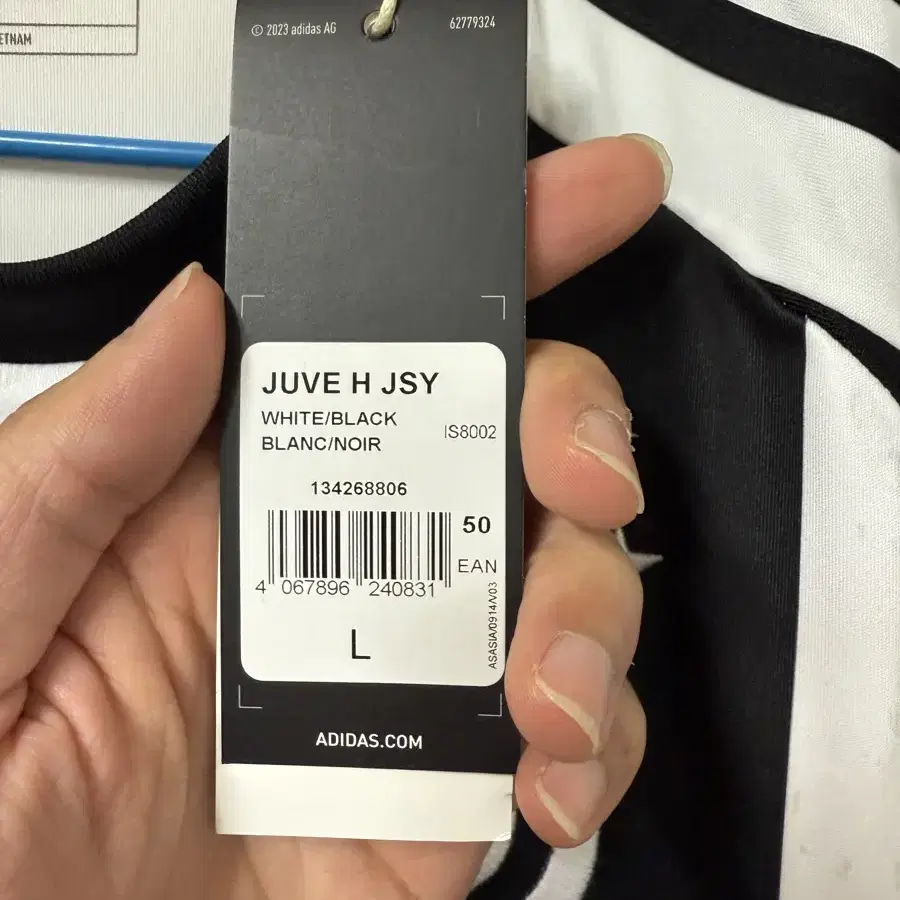 © 2023 adidas AG
62779324
ETNAM
JUVE H JSY
WHITE/BLACK
BLANC/NOIR
IS8002
134268806
50
EAN
4 067896 240831
L
ASASIA/0914/V03
ADIDAS.COM